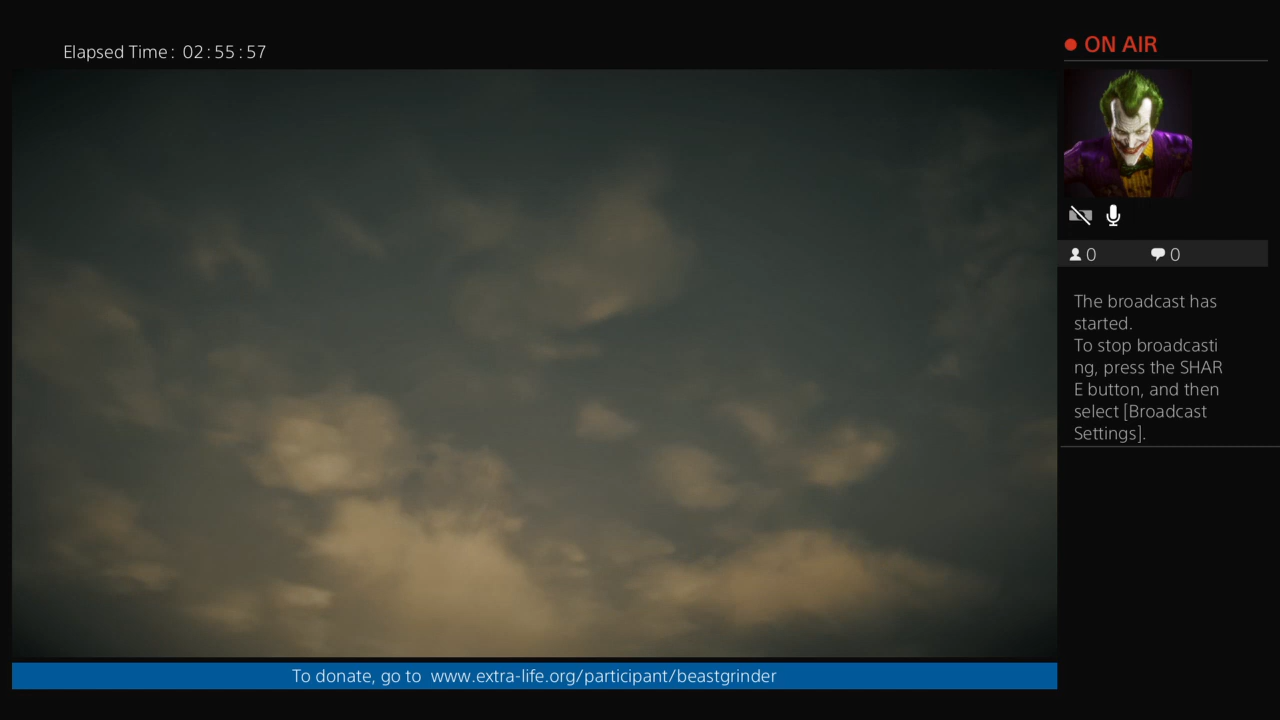 Elapsed Time: 02:55:57
ON AIR
0 0
The broadcast has
started.
To stop broadcasti
ng, press the SHAR
E button, and then
select [Broadcast
Settings].
To donate, go to www.extra-life.org/participant/beastgrinder